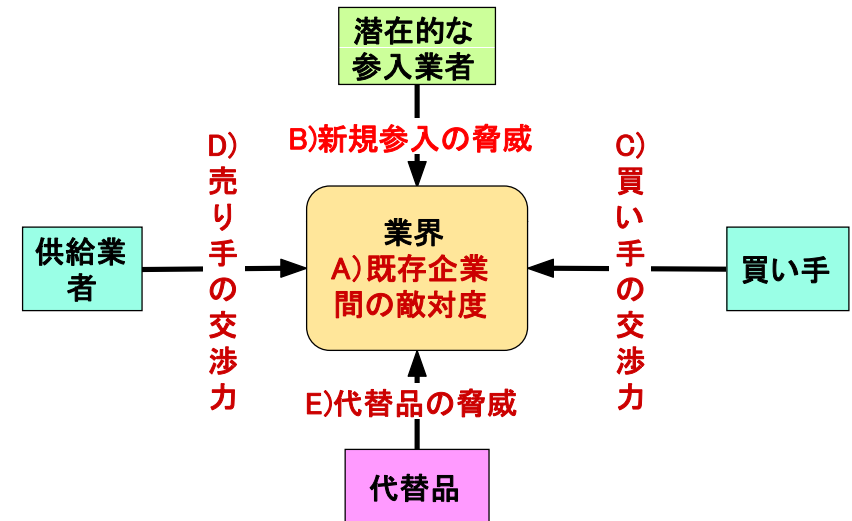 潜在的な
参入業者
B)新規参入の脅威
D)売り手の交渉力
C)買い手の交渉力
供給業
者
業界
A)既存企業
間の敵対度
買い手
E)代替品の脅威
代替品